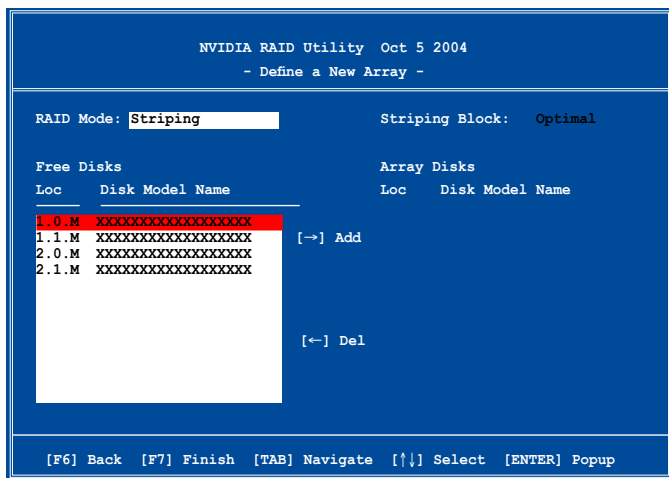 NVIDIA RAID Utility Oct 5 2004
- Define a New Array -
RAID Mode: Striping Striping Block: Optimal
Free Disks Array Disks
Loc Disk Model Name Loc Disk Model Name
1.0.M XXXXXXXXXXXXXXXXXX
1.1.M XXXXXXXXXXXXXXXXXX [→] Add
2.0.M XXXXXXXXXXXXXXXXXX
2.1.M XXXXXXXXXXXXXXXXXX
[←] Del
[F6] Back [F7] Finish [TAB] Navigate [↑↓] Select [ENTER] Popup